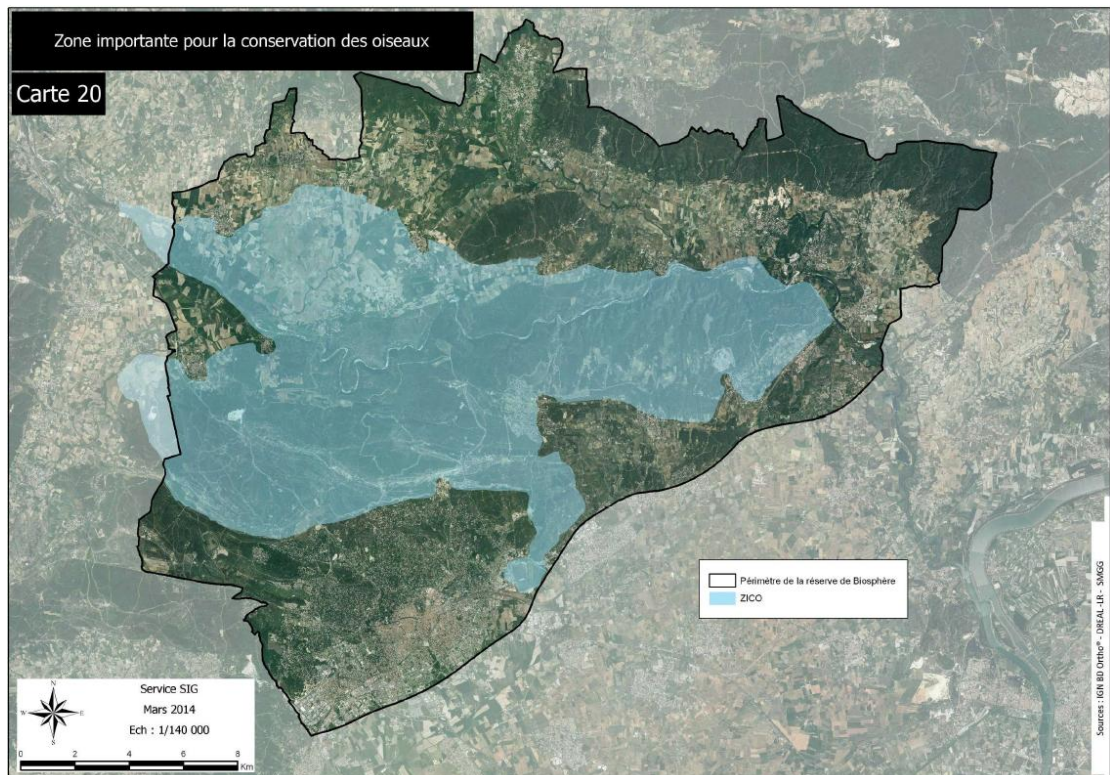 Zone importante pour la conservation des oiseaux
Carte 20
Périmètre de la réserve de Biosphère
ZICO
Sources : IGN BD Ortho® - DREAL -LR - SMGG
N
W
E
S
Service SIG
Mars 2014
Ech : 1/140 000
0 2 4 6 8
Km